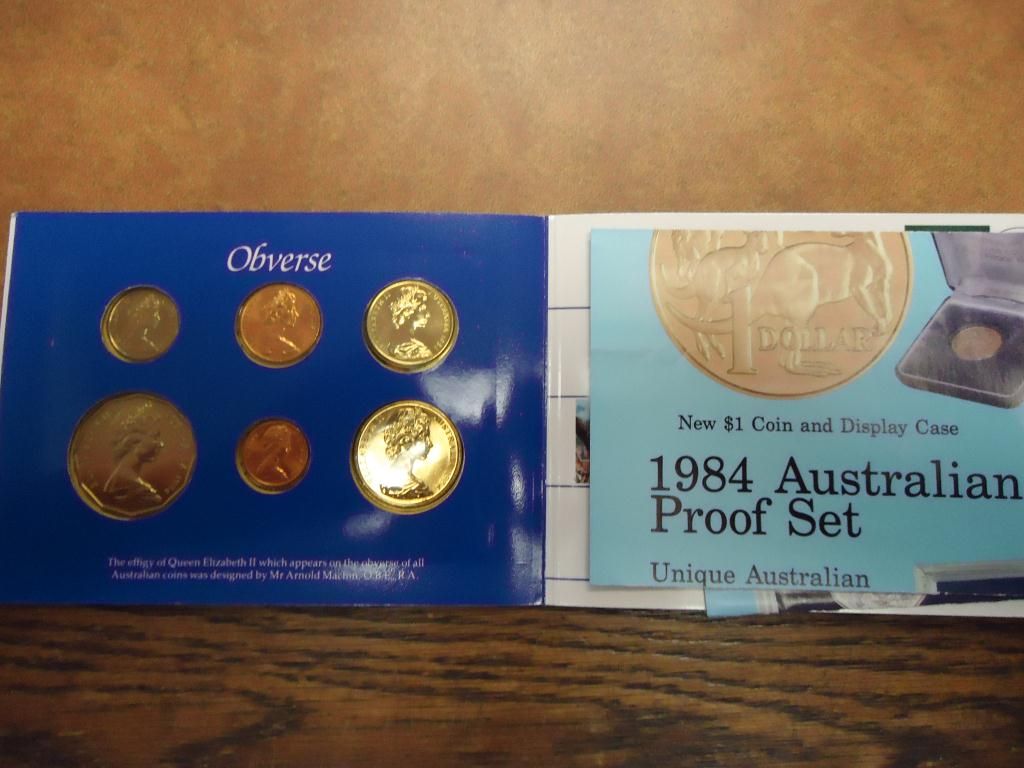 Obverse
The effigy of Queen Elizabeth II which appears on the obverse of all
Australian coins was designed by Mr Arnold Machin, O.B.E., R.A.
1
DOLLAR
New $1 Coin and Display Case
1984 Australian
Proof Set
Unique Australian